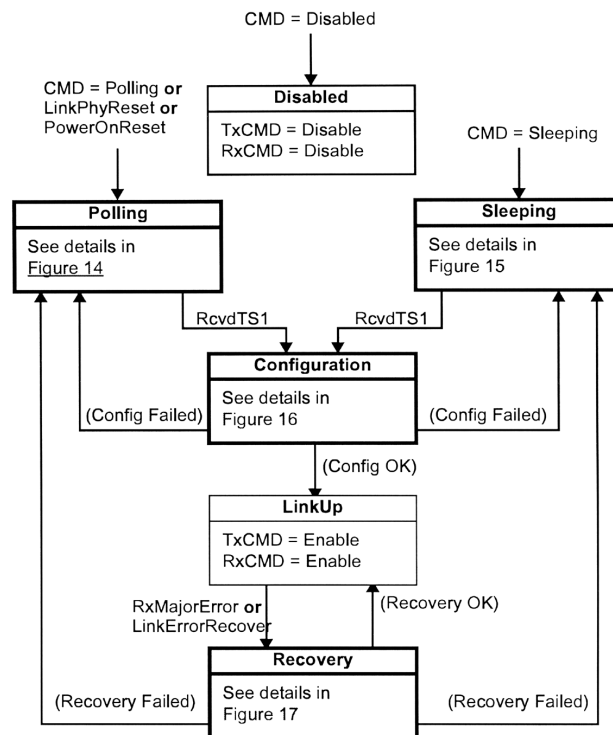 CMD = Disabled
CMD = Polling or
LinkPhyReset or
PowerOnReset
Disabled
TxCMD = Disable
RxCMD = Disable
CMD = Sleeping
Polling
See details in
Figure 14
Sleeping
See details in
Figure 15
RcvdTS1
RcvdTS1
Configuration
See details in
Figure 16
(Config Failed)
(Config Failed)
(Config OK)
LinkUp
TxCMD = Enable
RxCMD = Enable
RxMajorError or
LinkErrorRecover
(Recovery OK)
Recovery
See details in
Figure 17
(Recovery Failed)
(Recovery Failed)